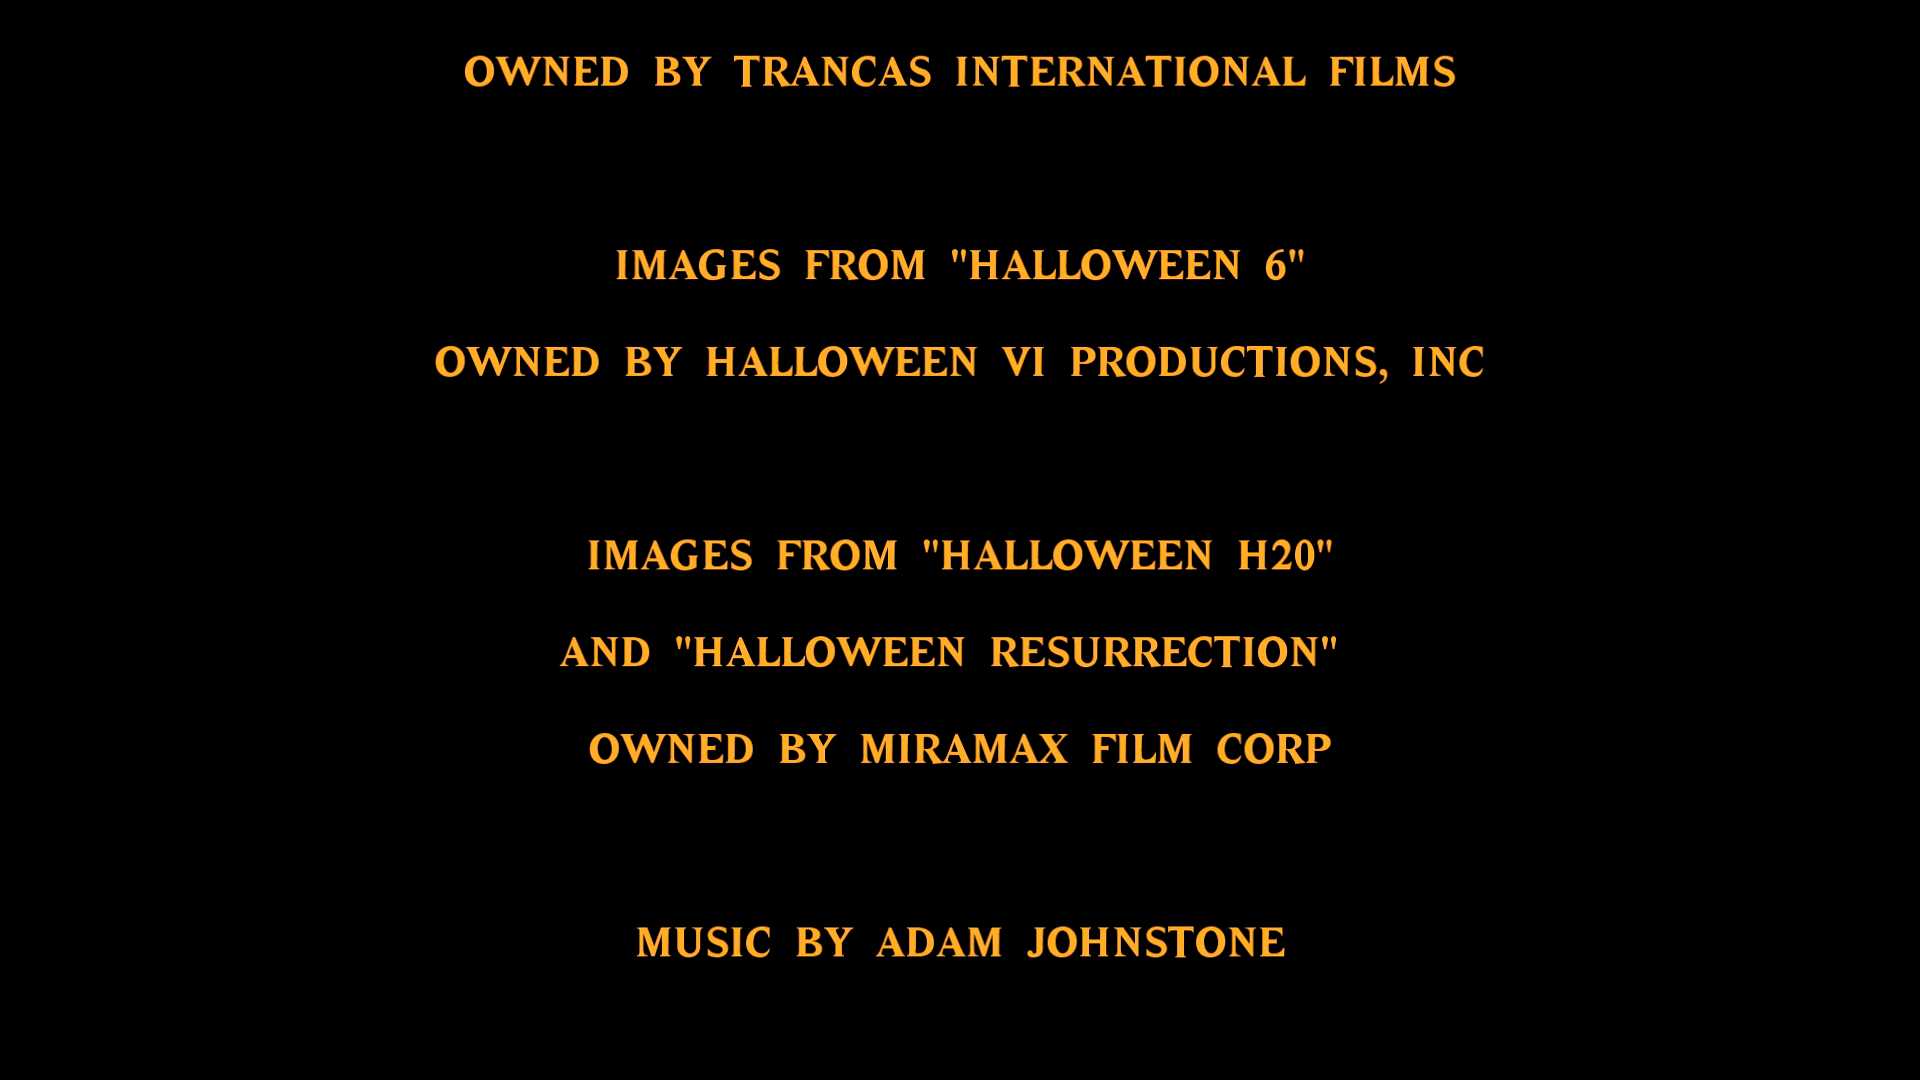 OWNED BY TRANCAS INTERNATIONAL FILMS
IMAGES FROM "HALLOWEEN 6"
OWNED BY HALLOWEEN VI PRODUCTIONS, INC
IMAGES FROM "HALLOWEEN H20"
AND "HALLOWEEN RESURRECTION"
OWNED BY MIRAMAX FILM CORP
MUSIC BY ADAM JOHNSTONE